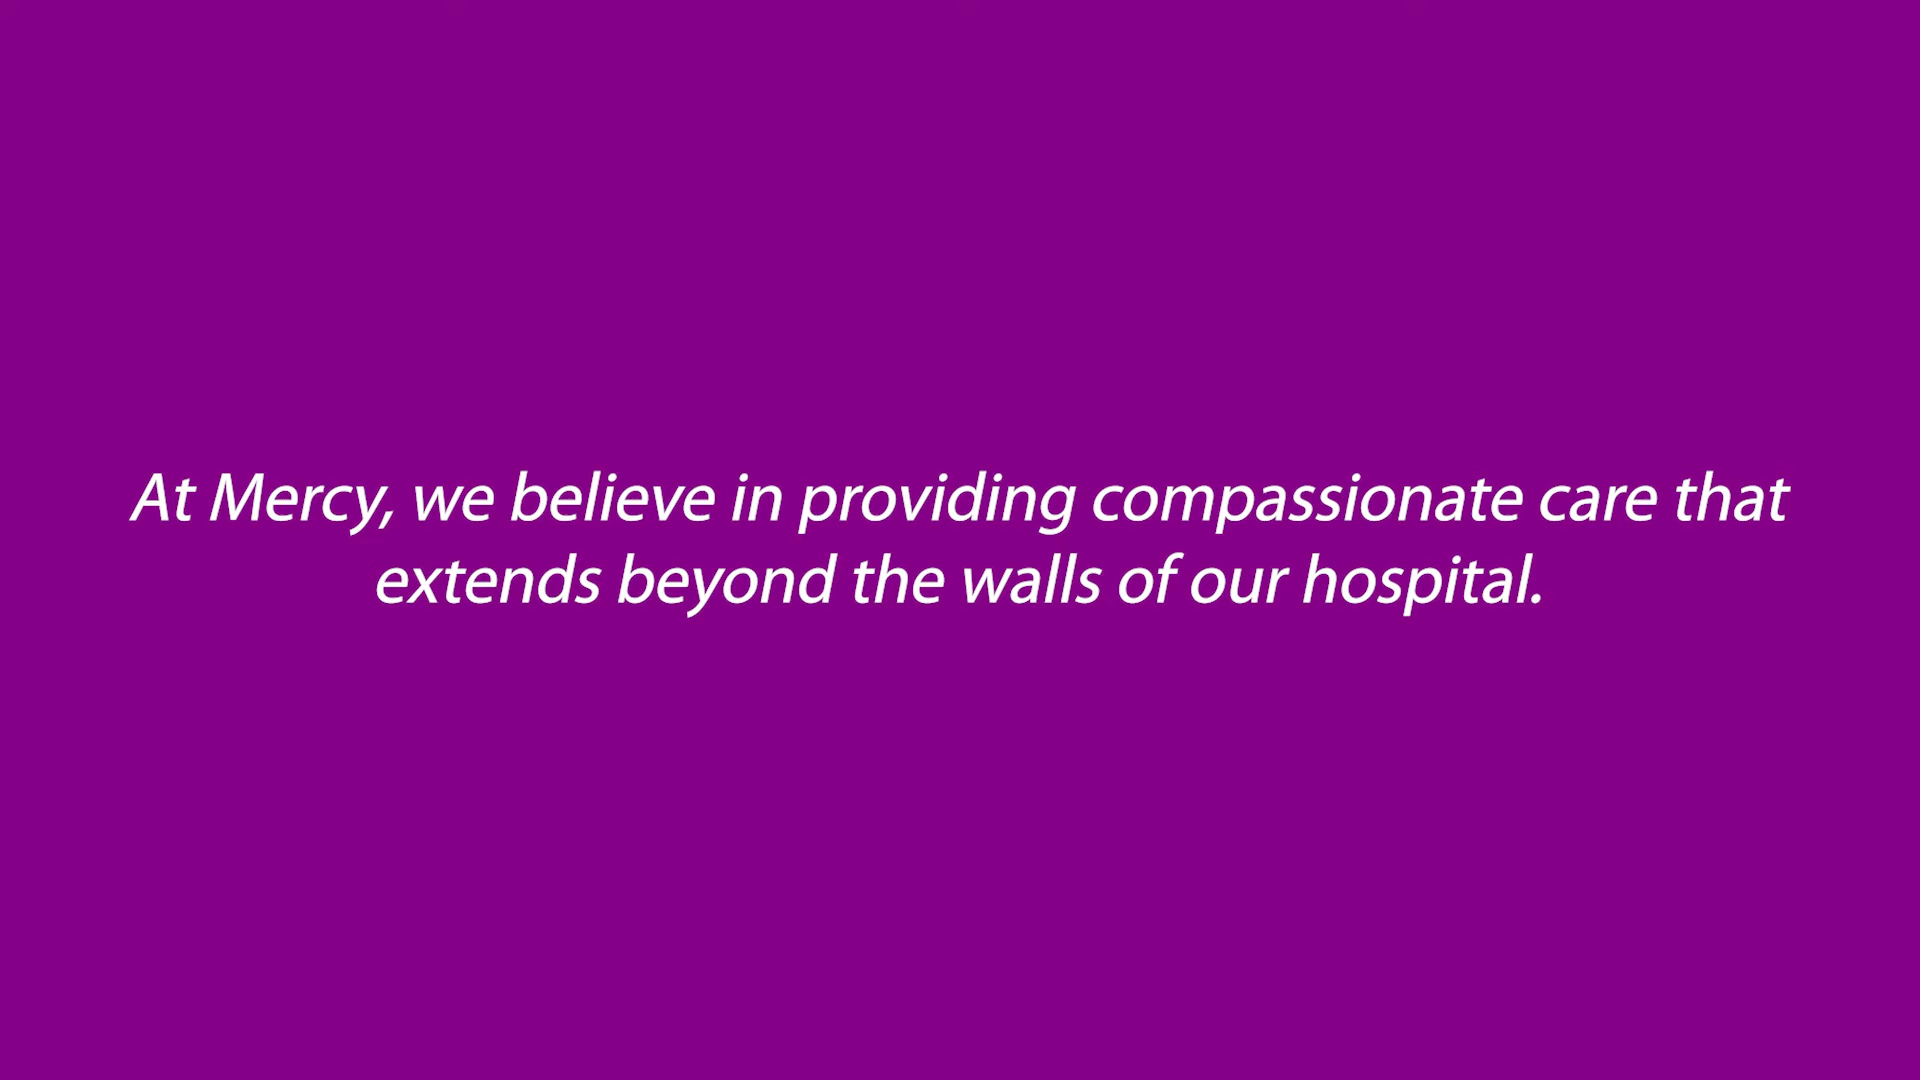 At Mercy, we believe in providing compassionate care that
extends beyond the walls of our hospital.